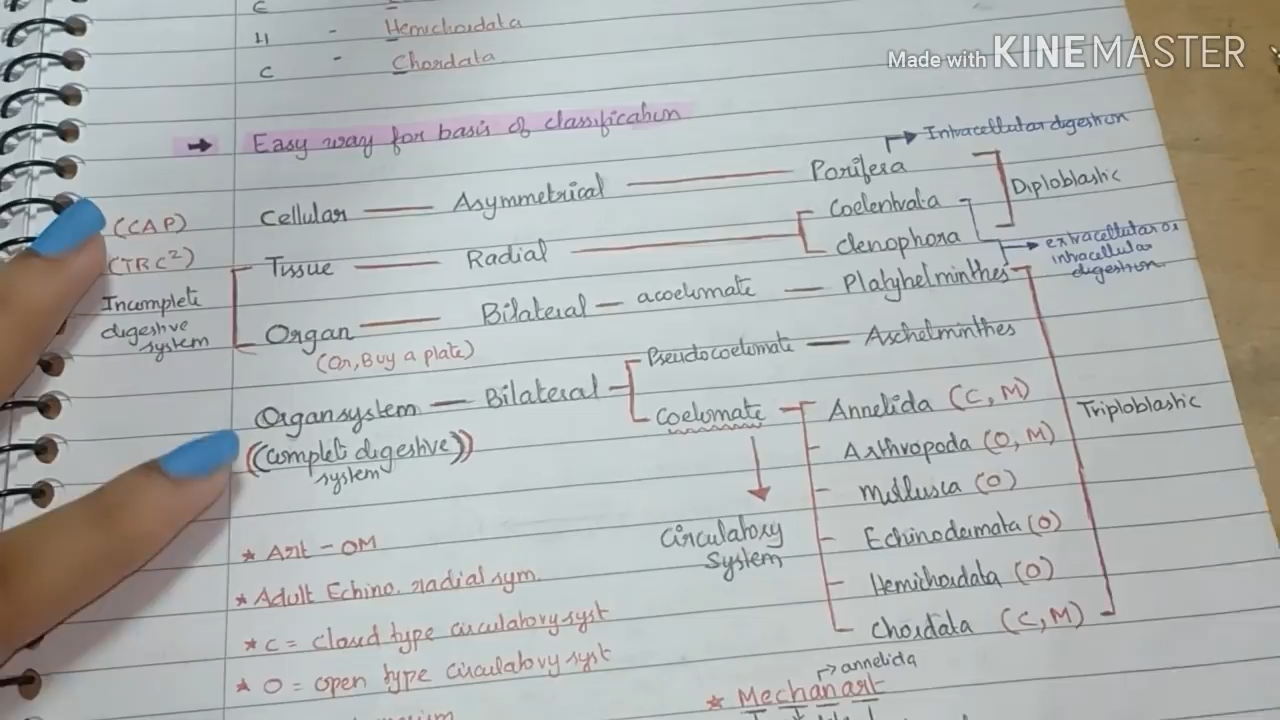 Made with KINEMASTER
C
H - Hemichordata
C - Chordata
→ Easy way for basis of classification
(CAP) Cellular — Asymmetrical — Porifera → Intracellular digestion
(TRC²) Tissue — Radial — Coelentrata
Ctenophora → extracellular or intracellular digestion
Diploblastic
Incomplete digestive system
Organ — Bilateral — acoelomate — Platyhelminthes
(Or, Buy a plate)
Organsystem — Bilateral — Pseudocoelomate — Aschelminthes
((complete digestive)) system
Coelomate — Annelida (C, M)
Arthropoda (O, M)
Mollusca (O)
Echinodermata (O)
Hemichordata (O)
Chordata (C, M)
Triploblastic
Circulatory System
* Art - OM
* Adult Echino. radial sym.
* C = closed type circulatory syst
* O = open type circulatory syst
→ annelida
* Mechanart